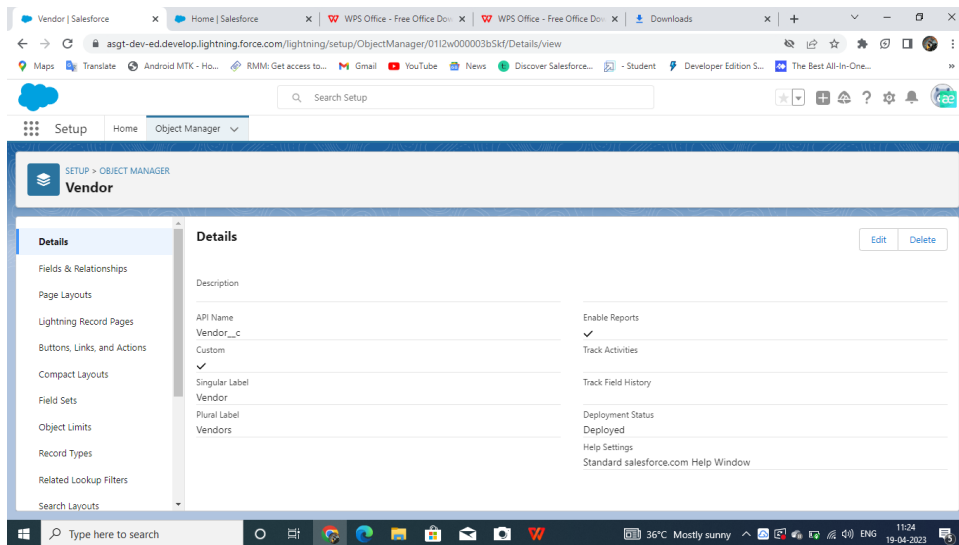 Vendor | Salesforce
Home | Salesforce
WPS Office - Free Office Dow
WPS Office - Free Office Dow
Downloads
asgt-dev-ed.develop.lightning.force.com/lightning/setup/ObjectManager/01I2w000003bSkf/Details/view
Maps Translate Android MTK - Ho... RMM: Get access to... Gmail YouTube News Discover Salesforce... - Student Developer Edition S... The Best All-In-One... »
Search Setup
Setup Home Object Manager
SETUP > OBJECT MANAGER
Vendor
Details
Fields & Relationships
Page Layouts
Lightning Record Pages
Buttons, Links, and Actions
Compact Layouts
Field Sets
Object Limits
Record Types
Related Lookup Filters
Search Layouts
Details
Edit Delete
Description
API Name
Vendor__c
Custom
Singular Label
Vendor
Plural Label
Vendors
Enable Reports
Track Activities
Track Field History
Deployment Status
Deployed
Help Settings
Standard salesforce.com Help Window
Type here to search
36°C Mostly sunny
ENG
11:24
19-04-2023